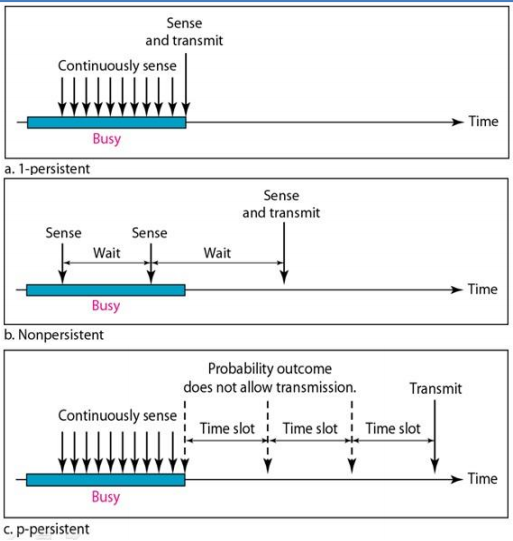 Sense
and transmit
Continuously sense
Time
Busy
a. 1-persistent
Sense
and transmit
Sense
Sense
Wait
Wait
Time
Busy
b. Nonpersistent
Probability outcome
does not allow transmission.
Transmit
Continuously sense
Time slot
Time slot
Time slot
Time
Busy
c. p-persistent